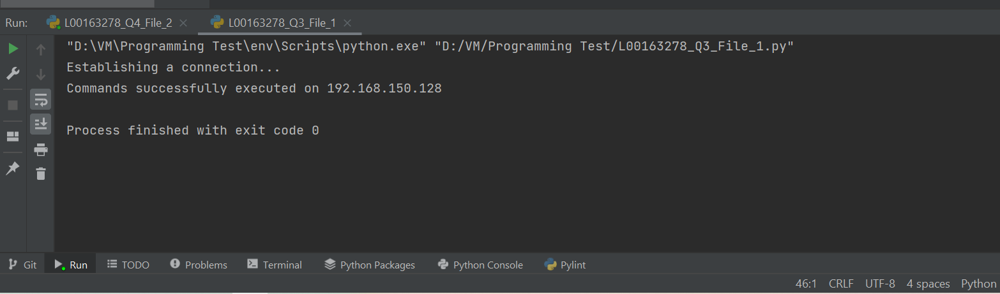 Run: L00163278_Q4_File_2 L00163278_Q3_File_1
"D:\VM\Programming Test\env\Scripts\python.exe" "D:/VM/Programming Test/L00163278_Q3_File_1.py"
Establishing a connection...
Commands successfully executed on 192.168.150.128
Process finished with exit code 0
Git Run TODO Problems Terminal Python Packages Python Console Pylint
46:1 CRLF UTF-8 4 spaces Python